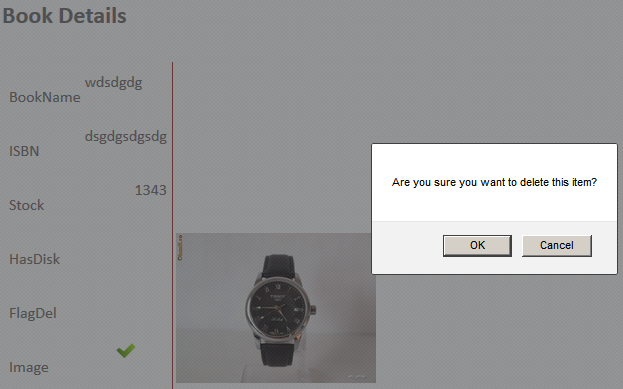 Book Details
wdsdgdg
BookName
dsgdgsdgsdg
ISBN
1343
Stock
HasDisk
FlagDel
Image
TISSOT
Are you sure you want to delete this item?
OK
Cancel